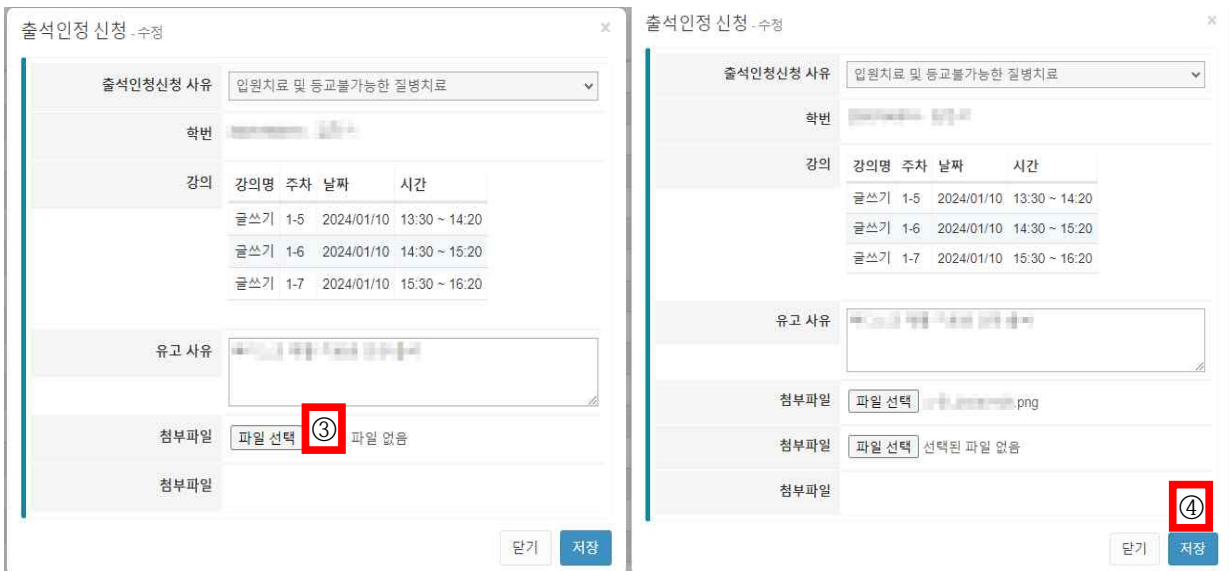 출석인정 신청 - 수정
×
출석인청신청 사유 입원치료 및 등교불가능한 질병치료
학번
강의 강의명 주차 날짜 시간
글쓰기 1-5 2024/01/10 13:30 ~ 14:20
글쓰기 1-6 2024/01/10 14:30 ~ 15:20
글쓰기 1-7 2024/01/10 15:30 ~ 16:20
유고 사유
첨부파일 파일 선택 ③ 파일 없음
첨부파일
닫기 저장
출석인정 신청 - 수정
×
출석인청신청 사유 입원치료 및 등교불가능한 질병치료
학번
강의 강의명 주차 날짜 시간
글쓰기 1-5 2024/01/10 13:30 ~ 14:20
글쓰기 1-6 2024/01/10 14:30 ~ 15:20
글쓰기 1-7 2024/01/10 15:30 ~ 16:20
유고 사유
첨부파일 파일 선택 .png
첨부파일 파일 선택 선택된 파일 없음
첨부파일
④
닫기 저장